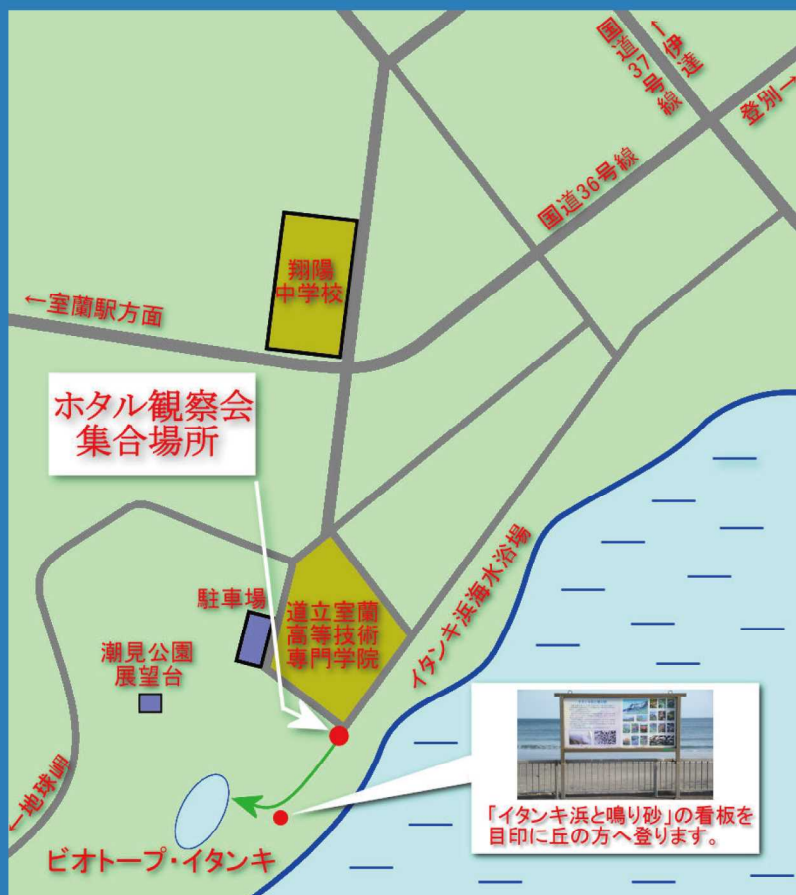 ←伊達
国道37号線
登別→
国道36号線
翔陽
中学校
←室蘭駅方面
ホタル観察会
集合場所
イタンキ浜海水浴場
駐車場
道立室蘭
高等技術
専門学院
潮見公園
展望台
←地球岬
ビオトープ・イタンキ
「イタンキ浜と鳴り砂」の看板を
目印に丘の方へ登ります。